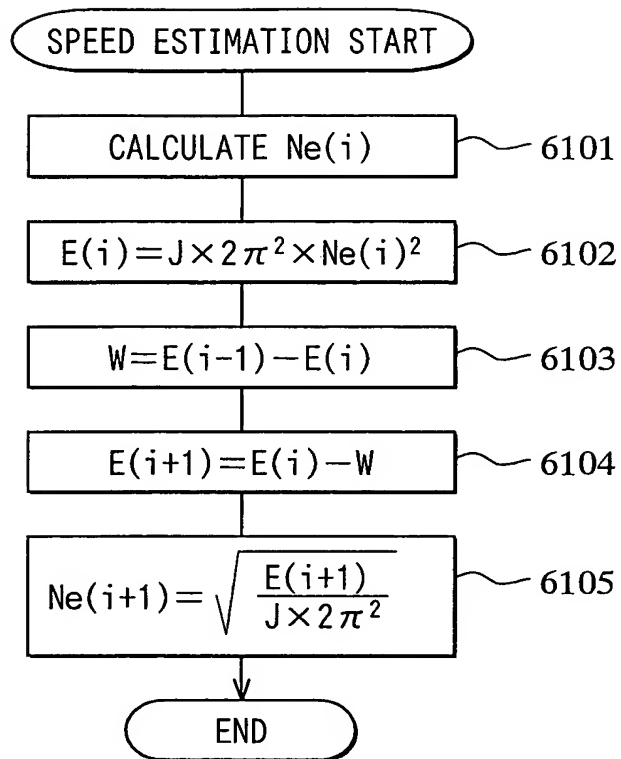 SPEED ESTIMATION START
CALCULATE Ne(i)
6101
E(i)=J×2π²×Ne(i)²
6102
W=E(i-1)-E(i)
6103
E(i+1)=E(i)-W
6104
Ne(i+1)=√(E(i+1)/(J×2π²))
6105
END